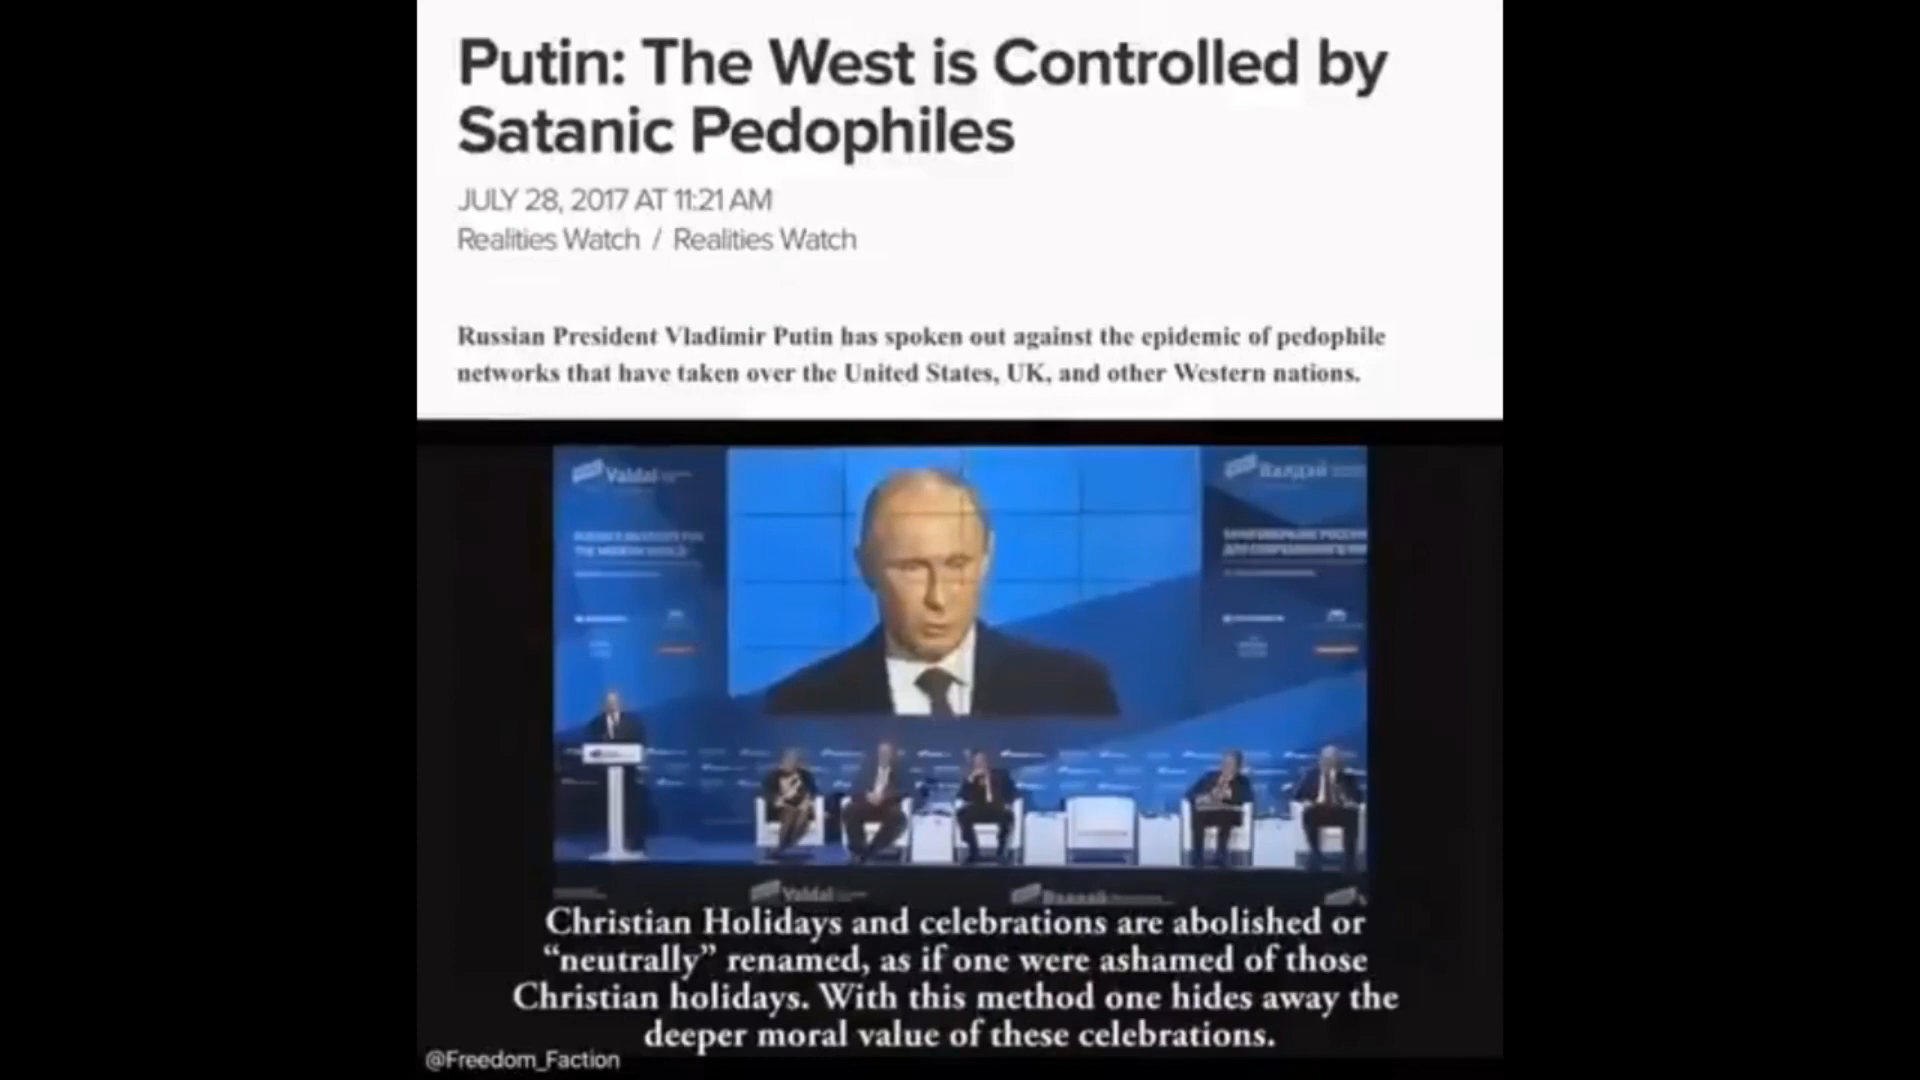 Putin: The West is Controlled by
Satanic Pedophiles
JULY 28, 2017 AT 11:21 AM
Realities Watch / Realities Watch
Russian President Vladimir Putin has spoken out against the epidemic of pedophile
networks that have taken over the United States, UK, and other Western nations.
Valdai
Валдай
Valdai
Валдай
Christian Holidays and celebrations are abolished or
“neutrally” renamed, as if one were ashamed of those
Christian holidays. With this method one hides away the
deeper moral value of these celebrations.
@Freedom_Faction